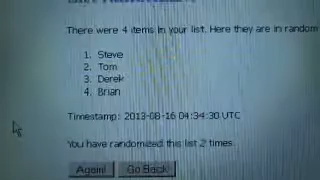 There were 4 items in your list. Here they are in random
1. Steve
2. Tom
3. Derek
4. Brian
Timestamp: 2013-08-16 04:34:30 UTC
You have randomized this list 2 times.
Again! Go Back!